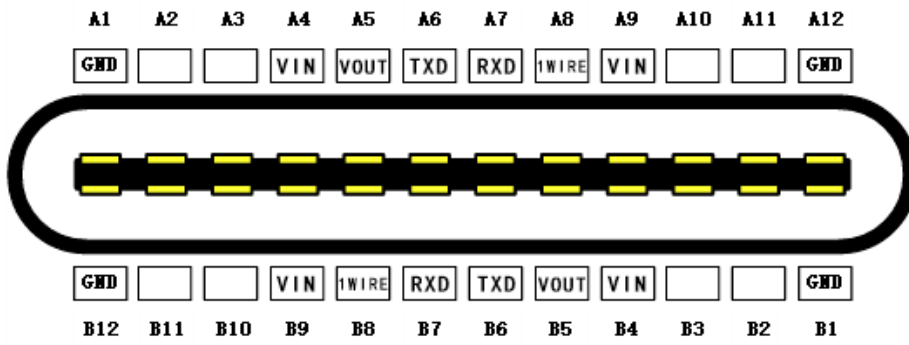 A1 A2 A3 A4 A5 A6 A7 A8 A9 A10 A11 A12
GND VIN VOUT TXD RXD 1WIRE VIN GND
GND VIN 1WIRE RXD TXD VOUT VIN GND
B12 B11 B10 B9 B8 B7 B6 B5 B4 B3 B2 B1